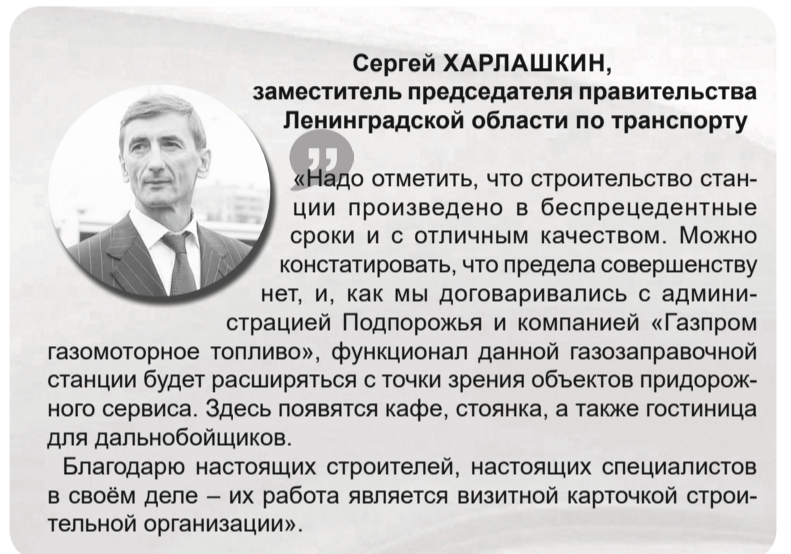 Сергей ХАРЛАШКИН,
заместитель председателя правительства
Ленинградской области по транспорту
«Надо отметить, что строительство стан-
ции произведено в беспрецедентные
сроки и с отличным качеством. Можно
констатировать, что предела совершенству
нет, и, как мы договаривались с админи-
страцией Подпорожья и компанией «Газпром
газомоторное топливо», функционал данной газозаправочной
станции будет расширяться с точки зрения объектов придорож-
ного сервиса. Здесь появятся кафе, стоянка, а также гостиница
для дальнобойщиков.
Благодарю настоящих строителей, настоящих специалистов
в своём деле – их работа является визитной карточкой строи-
тельной организации».